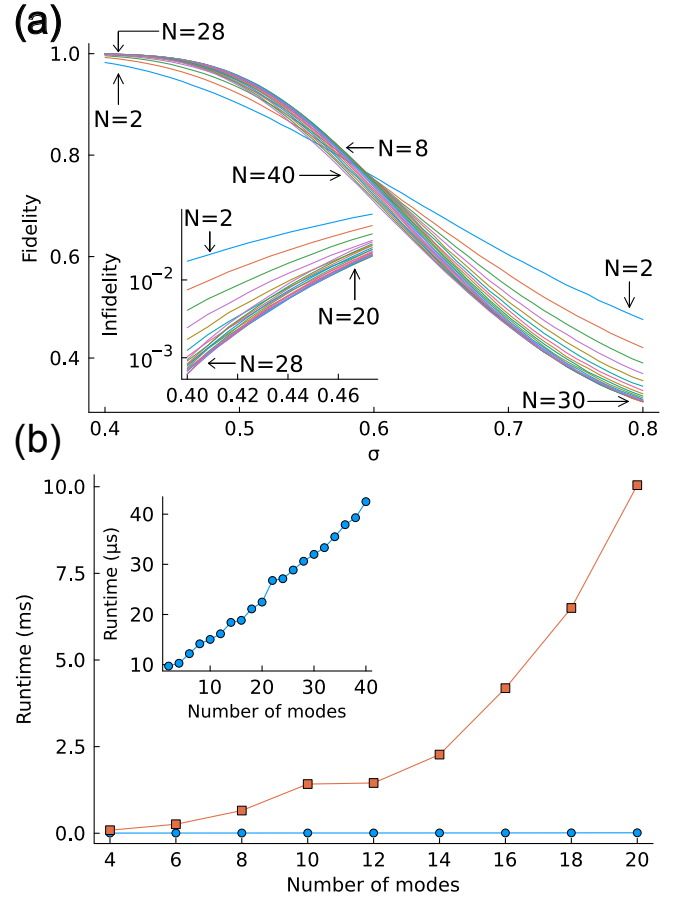 (a)
N=28
1.0
N=2
0.8
N=8
N=40
Fidelity
0.6
0.4
N=2
Infidelity
10⁻²
10⁻³
N=20
N=28
0.40 0.42 0.44 0.46
N=2
N=30
0.4 0.5 0.6 0.7 0.8
σ
(b)
10.0
7.5
5.0
2.5
0.0
Runtime (ms)
40
30
20
10
Runtime (μs)
10 20 30 40
Number of modes
4 6 8 10 12 14 16 18 20
Number of modes